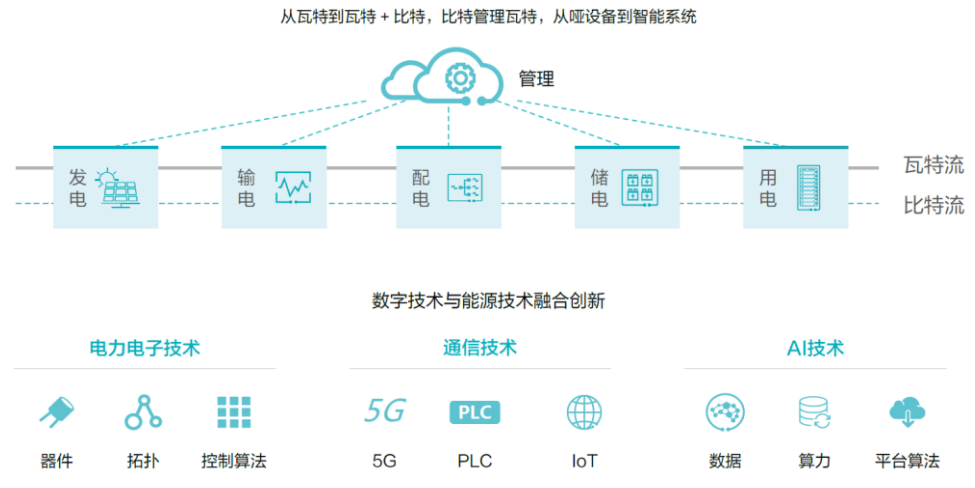 从瓦特到瓦特 + 比特，比特管理瓦特，从哑设备到智能系统
管理
发电
输电
配电
储电
用电
瓦特流
比特流
数字技术与能源技术融合创新
电力电子技术
通信技术
AI技术
5G
PLC
器件
拓扑
控制算法
5G
PLC
IoT
数据
算力
平台算法